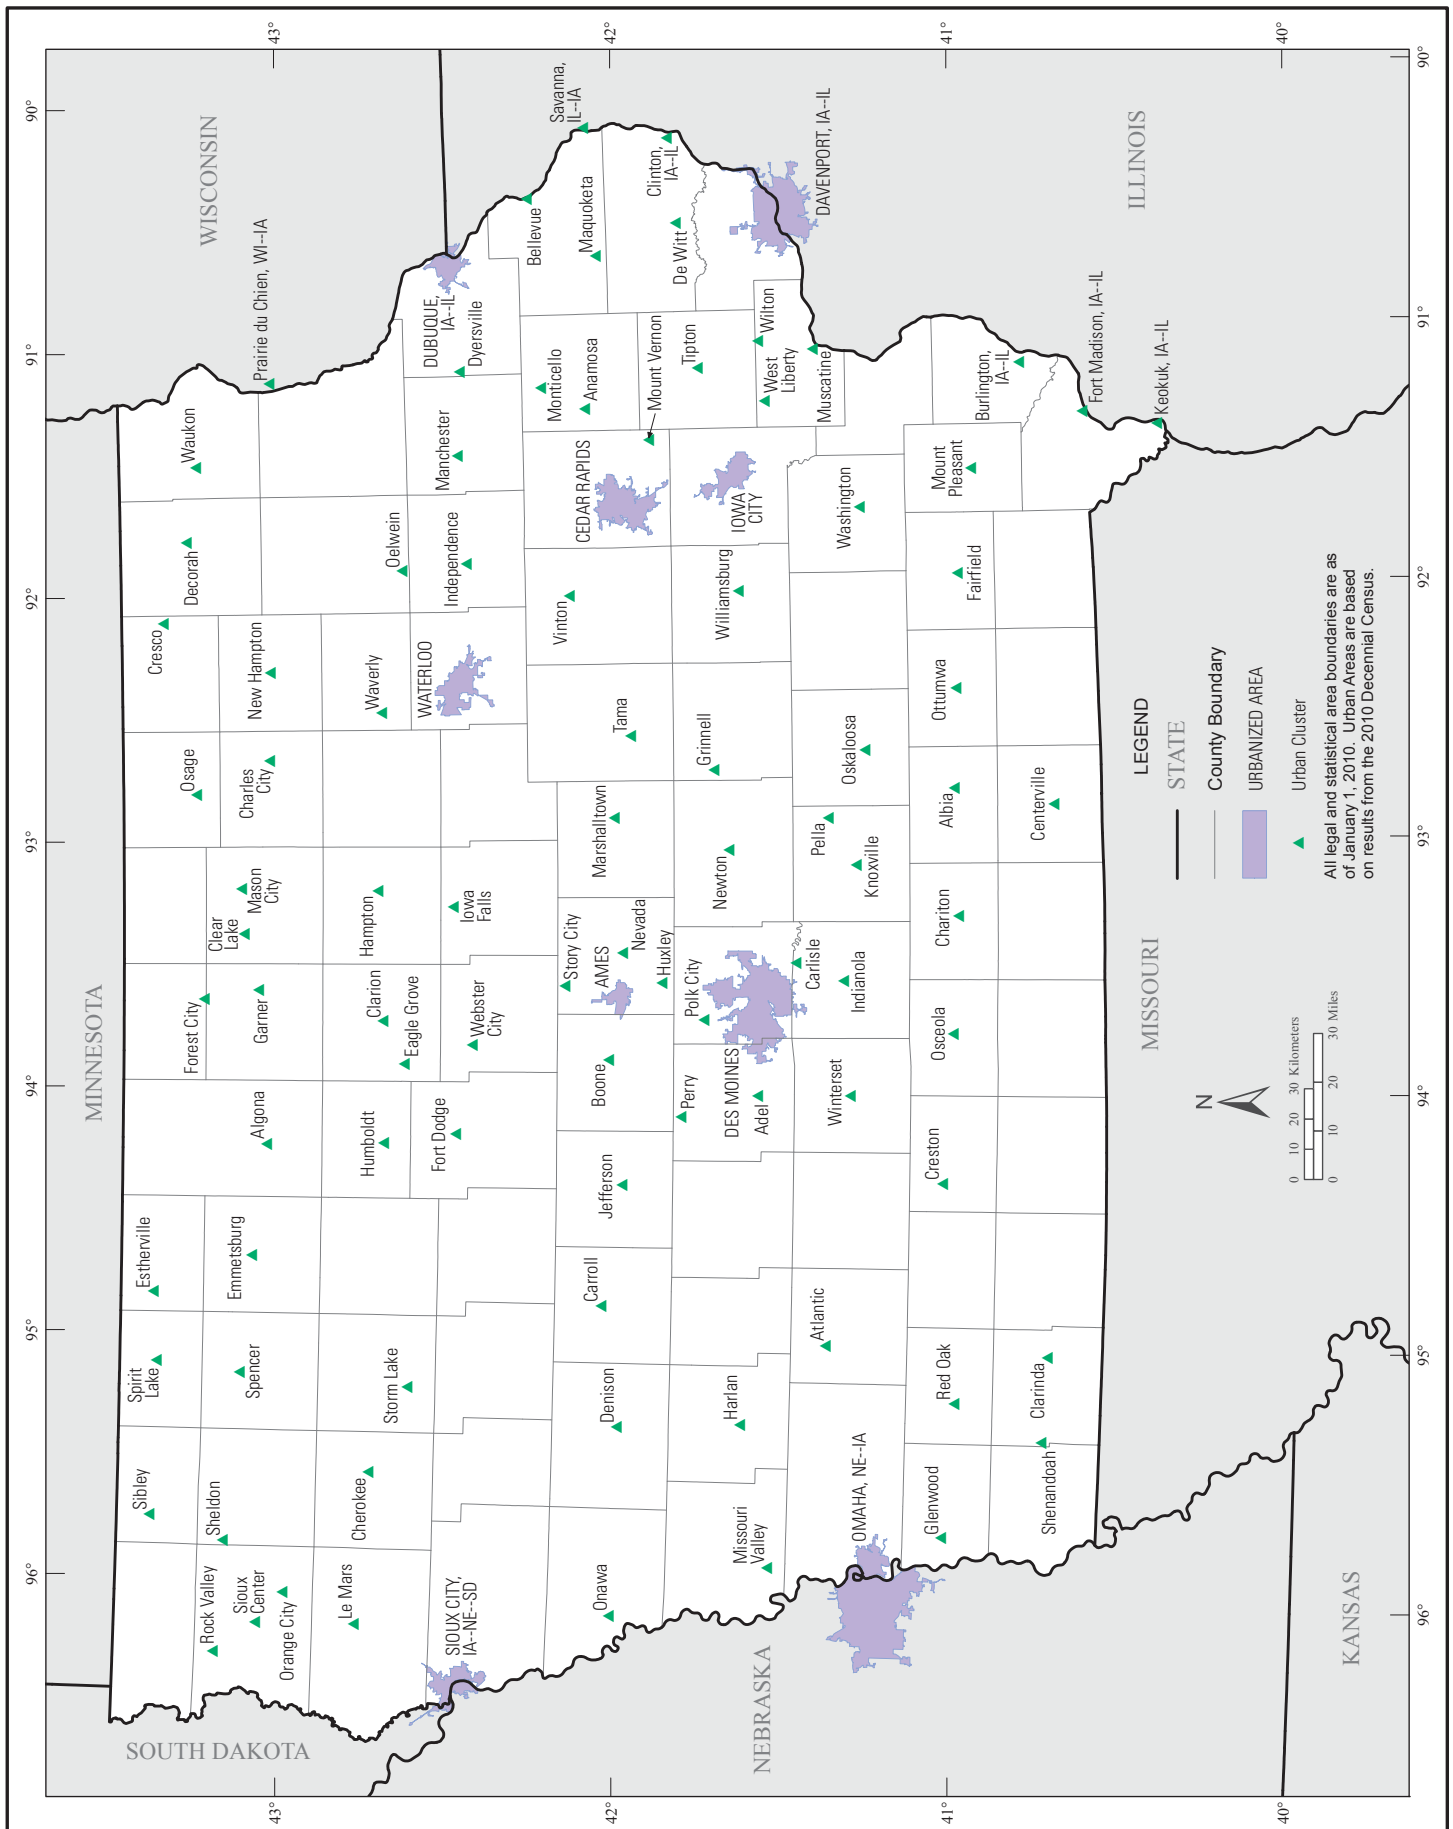 96°
95°
94°
93°
92°
91°
90°
43°
42°
41°
40°
43°
42°
41°
40°
96°
95°
94°
93°
92°
91°
90°
MINNESOTA
WISCONSIN
SOUTH DAKOTA
NEBRASKA
KANSAS
MISSOURI
ILLINOIS
Rock Valley
Sioux
Center
Orange City
Le Mars
Sibley
Sheldon
Cherokee
Spirit
Lake
Spencer
Storm Lake
Estherville
Emmetsburg
Algona
Humboldt
Fort Dodge
Forest City
Garner
Clarion
Eagle Grove
Webster
City
Clear
Lake
Mason
City
Hampton
Iowa
Falls
Osage
Charles
City
Cresco
New Hampton
Waverly
WATERLOO
Decorah
Oelwein
Independence
Waukon
Prairie du Chien, WI--IA
Manchester
DUBUQUE,
IA--IL
Dyersville
SIOUX CITY,
IA--NE--SD
Onawa
Denison
Carroll
Jefferson
Boone
Story City
AMES
Nevada
Huxley
Marshalltown
Tama
Vinton
CEDAR RAPIDS
Monticello
Anamosa
Mount Vernon
Bellevue
Maquoketa
Savanna,
IL--IA
Clinton,
IA--IL
De Witt
Missouri
Valley
Harlan
Perry
DES MOINES
Adel
Polk City
Newton
Grinnell
Williamsburg
IOWA
CITY
Tipton
West
Liberty
Wilton
Muscatine
DAVENPORT, IA--IL
OMAHA, NE--IA
Atlantic
Winterset
Carlisle
Indianola
Pella
Knoxville
Oskaloosa
Washington
Glenwood
Red Oak
Creston
Osceola
Chariton
Albia
Ottumwa
Fairfield
Mount
Pleasant
Burlington,
IA--IL
Shenandoah
Clarinda
Centerville
Fort Madison, IA--IL
Keokuk, IA--IL
N
0 10 20 30 Kilometers
0 10 20 30 Miles
LEGEND
STATE
County Boundary
URBANIZED AREA
Urban Cluster
All legal and statistical area boundaries are as
of January 1, 2010. Urban Areas are based
on results from the 2010 Decennial Census.